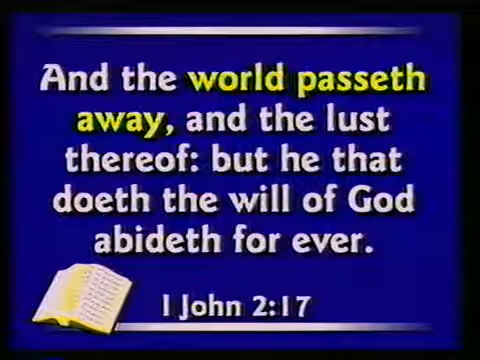 And the world passeth
away, and the lust
thereof: but he that
doeth the will of God
abideth for ever.
I John 2:17